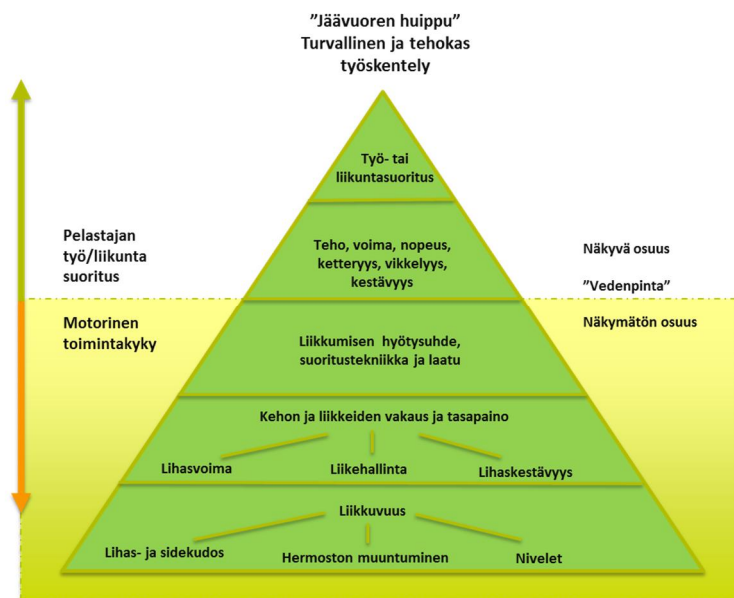 ”Jäävuoren huippu”
Turvallinen ja tehokas
työskentely
Työ- tai
liikuntasuoritus
Pelastajan
työ/liikunta
suoritus
Teho, voima, nopeus,
ketteryys, vikkelyys,
kestävyys
Näkyvä osuus
”Vedenpinta”
Motorinen
toimintakyky
Näkymätön osuus
Liikkumisen hyötysuhde,
suoritustekniikka ja laatu
Kehon ja liikkeiden vakaus ja tasapaino
Lihasvoima
Liikehallinta
Lihaskestävyys
Liikkuvuus
Lihas- ja sidekudos
Hermoston muuntuminen
Nivelet